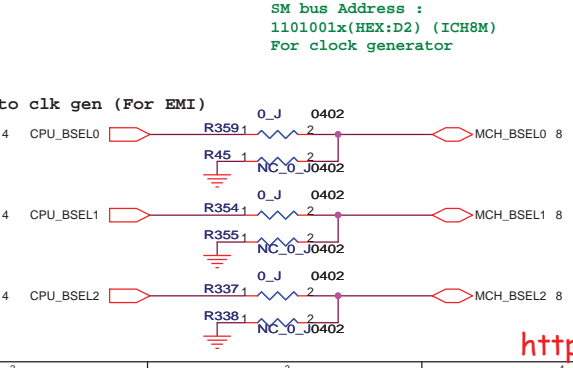 SM bus Address :
1101001x(HEX:D2) (ICH8M)
For clock generator
to clk gen (For EMI)
0_J 0402
4 CPU_BSEL0 R359 1 2 MCH_BSEL0 8
R45 1 2
NC_0_J0402
0_J 0402
4 CPU_BSEL1 R354 1 2 MCH_BSEL1 8
R355 1 2
NC_0_J0402
0_J 0402
4 CPU_BSEL2 R337 1 2 MCH_BSEL2 8
R338 1 2
NC_0_J0402
http